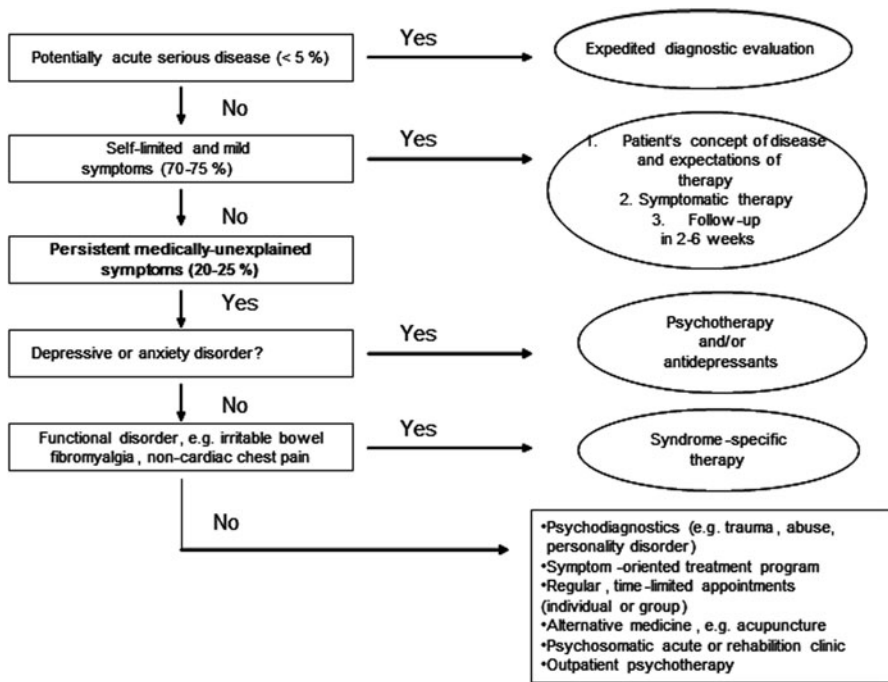 Potentially acute serious disease (< 5 %)
Yes
Expedited diagnostic evaluation
No
Self-limited and mild
symptoms (70-75 %)
Yes
1. Patient's concept of disease
and expectations of
therapy
2. Symptomatic therapy
3. Follow-up
in 2-6 weeks
No
Persistent medically-unexplained
symptoms (20-25 %)
Yes
Depressive or anxiety disorder?
Yes
Psychotherapy
and/or
antidepressants
No
Functional disorder, e.g. irritable bowel
fibromyalgia, non-cardiac chest pain
Yes
Syndrome-specific
therapy
No
•Psychodiagnostics (e.g. trauma, abuse,
personality disorder)
•Symptom-oriented treatment program
•Regular, time-limited appointments
(individual or group)
•Alternative medicine, e.g. acupuncture
•Psychosomatic acute or rehabilition clinic
•Outpatient psychotherapy